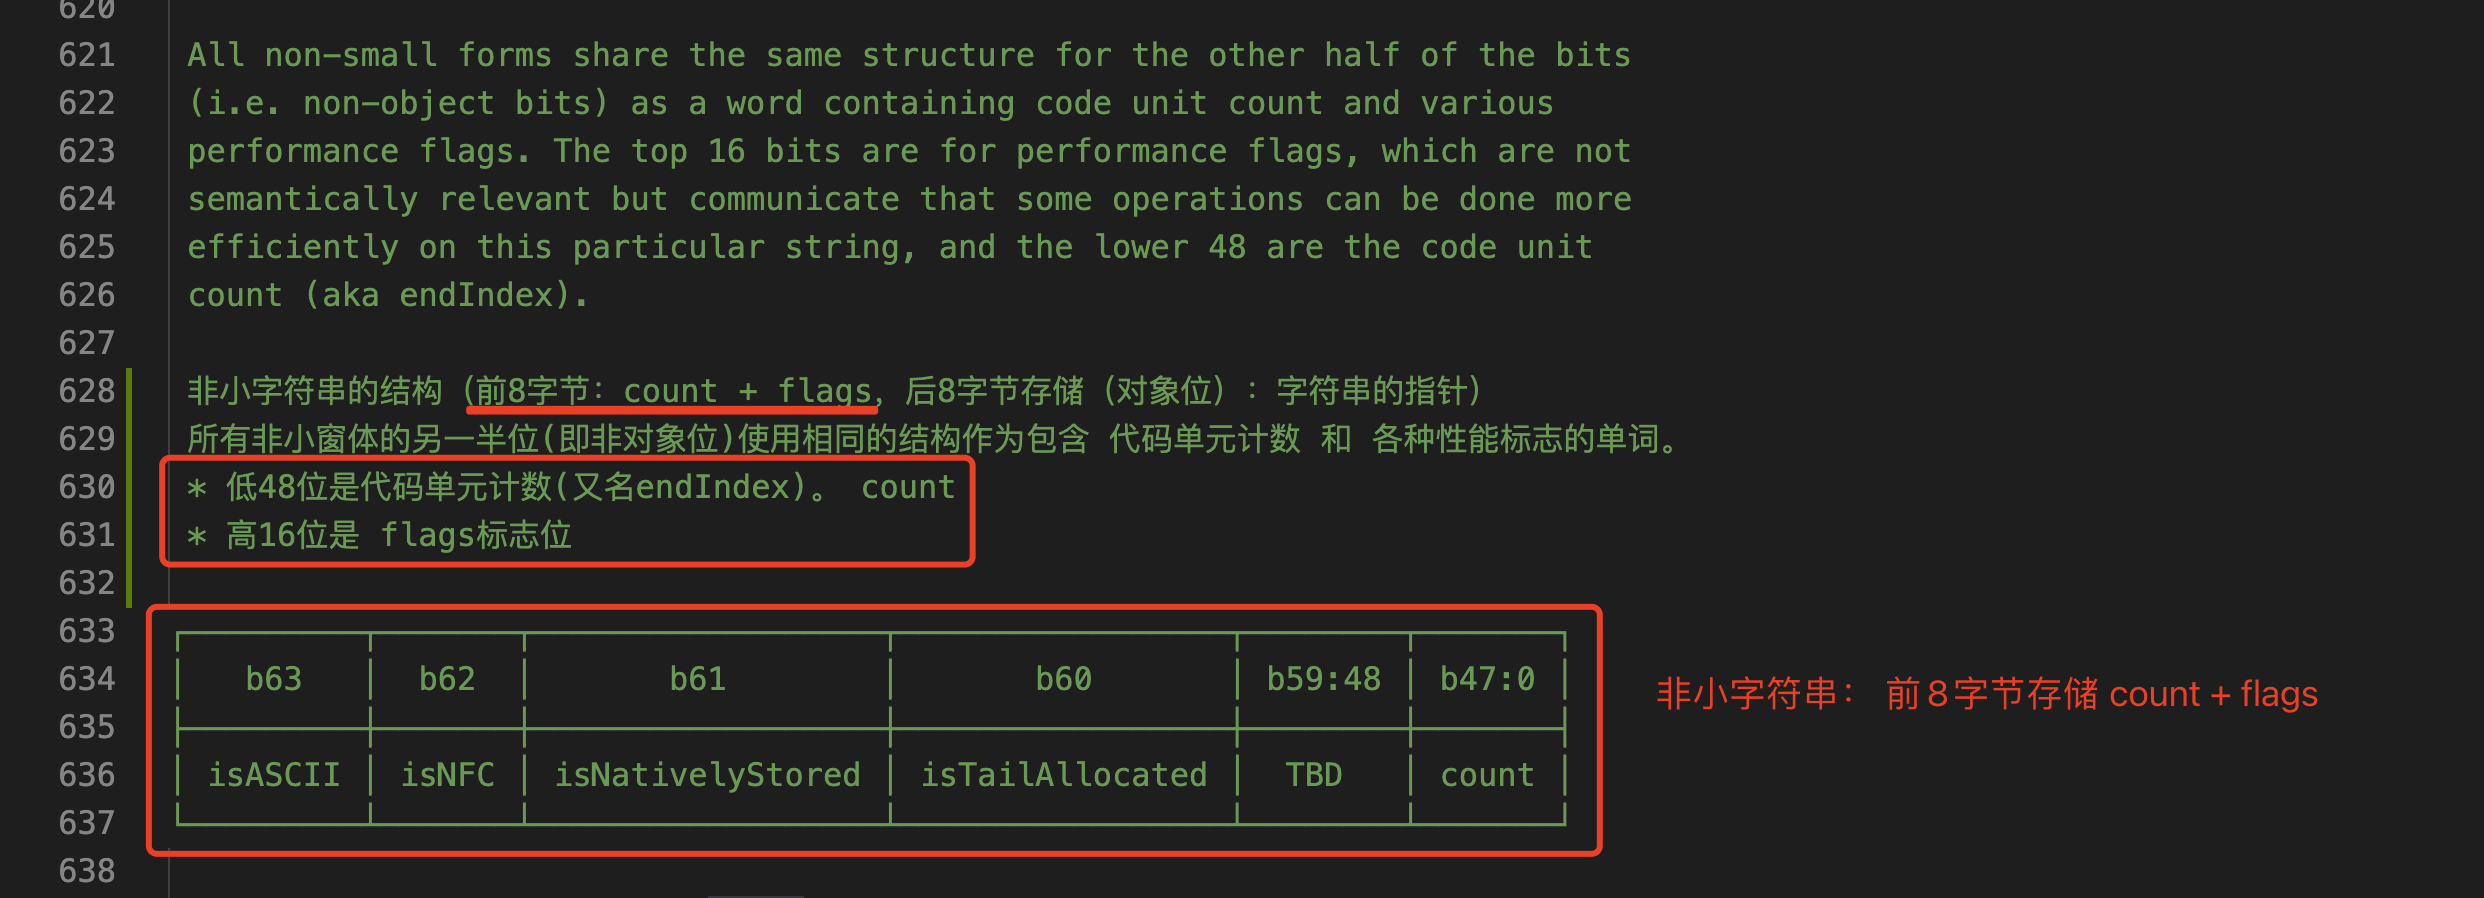 620
621 All non-small forms share the same structure for the other half of the bits
622 (i.e. non-object bits) as a word containing code unit count and various
623 performance flags. The top 16 bits are for performance flags, which are not
624 semantically relevant but communicate that some operations can be done more
625 efficiently on this particular string, and the lower 48 are the code unit
626 count (aka endIndex).
627
628 非小字符串的结构（前8字节：count + flags，后8字节存储（对象位）：字符串的指针）
629 所有非小窗体的另一半位(即非对象位)使用相同的结构作为包含 代码单元计数 和 各种性能标志的单词。
630 * 低48位是代码单元计数(又名endIndex)。 count
631 * 高16位是 flags标志位
632
633
634 b63 b62 b61 b60 b59:48 b47:0
非小字符串： 前8字节存储 count + flags
635
636 isASCII isNFC isNativelyStored isTailAllocated TBD count
637
638